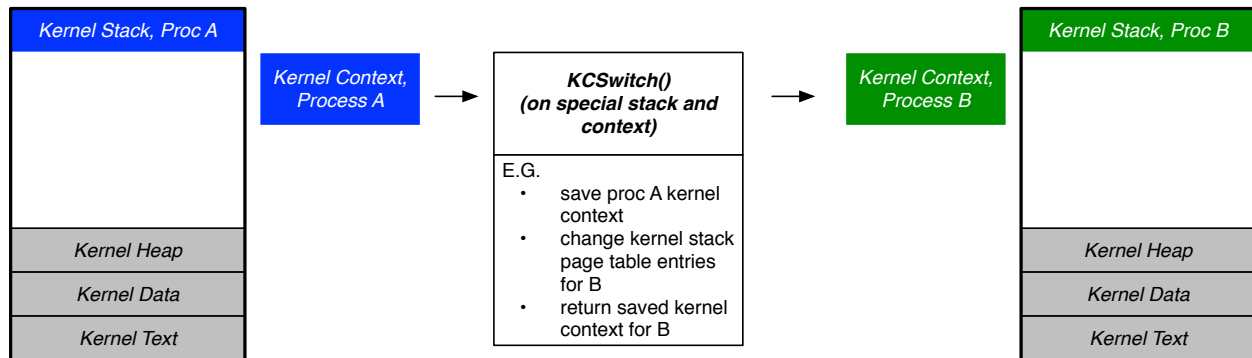 Kernel Stack, Proc A
Kernel Context,
Process A
KCSwitch()
(on special stack and
context)
E.G.
• save proc A kernel
context
• change kernel stack
page table entries
for B
• return saved kernel
context for B
Kernel Context,
Process B
Kernel Stack, Proc B
Kernel Heap
Kernel Data
Kernel Text
Kernel Heap
Kernel Data
Kernel Text